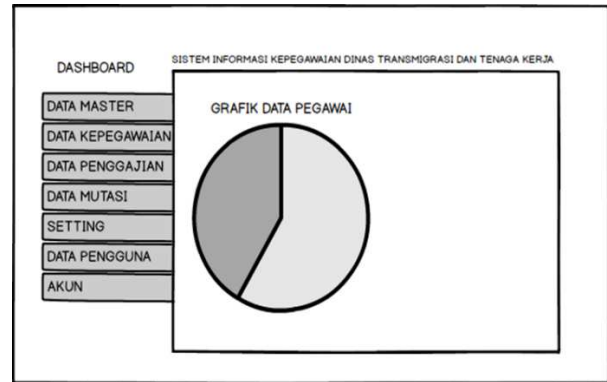 DASHBOARD
SISTEM INFORMASI KEPEGAWAIAN DINAS TRANSMIGRASI DAN TENAGA KERJA
DATA MASTER
DATA KEPEGAWAIAN
DATA PENGGAJIAN
DATA MUTASI
SETTING
DATA PENGGUNA
AKUN
GRAFIK DATA PEGAWAI